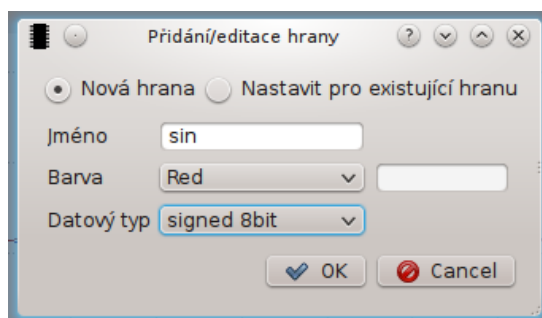 Přidání/editace hrany
Nová hrana Nastavit pro existující hranu
Jméno sin
Barva Red
Datový typ signed 8bit
OK Cancel